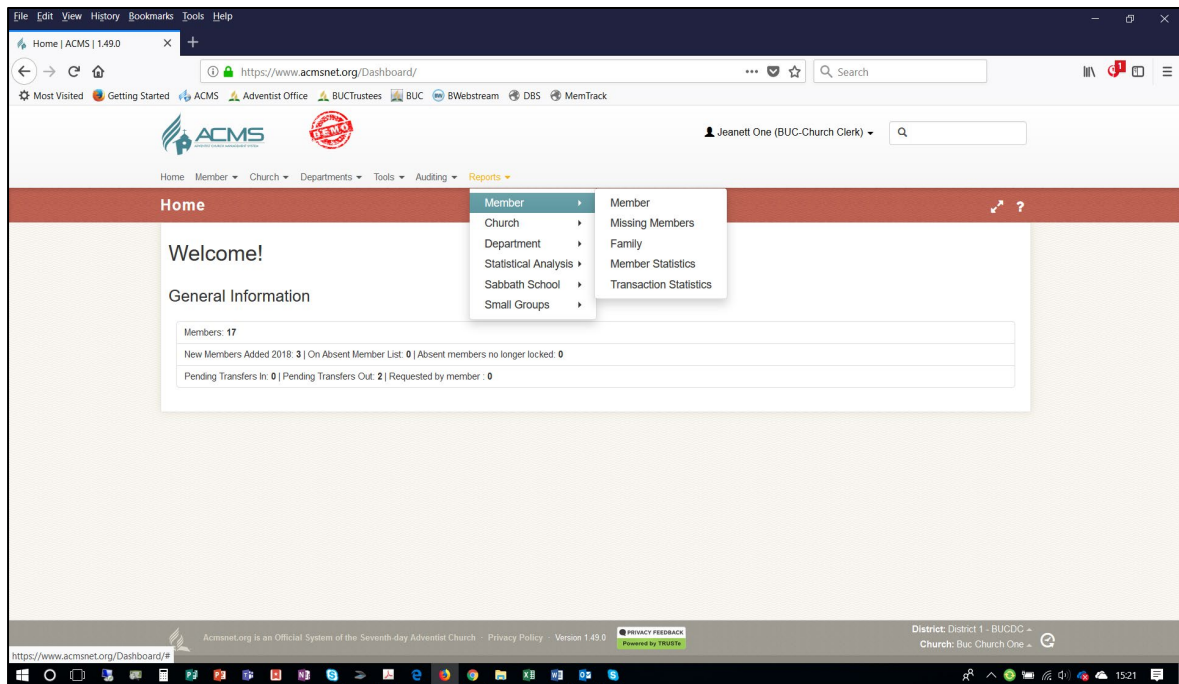 File Edit View History Bookmarks Tools Help
Home | ACMS | 1.49.0
https://www.acmsnet.org/Dashboard/
Search
1
Most Visited Getting Started ACMS Adventist Office BUCTrustees BUC BWebstream DBS MemTrack
ACMS
DEMO
Jeanett One (BUC-Church Clerk)
Home Member Church Departments Tools Auditing Reports
Home
?
Member
Church
Department
Statistical Analysis
Sabbath School
Small Groups
Member
Missing Members
Family
Member Statistics
Transaction Statistics
Welcome!
General Information
Members: 17
New Members Added 2018: 3 | On Absent Member List: 0 | Absent members no longer locked: 0
Pending Transfers In: 0 | Pending Transfers Out: 2 | Requested by member : 0
Acmsnet.org is an Official System of the Seventh-day Adventist Church - Privacy Policy - Version 1.49.0
PRIVACY FEEDBACK
Powered by TRUSTe
District: District 1 - BUCDC
Church: Buc Church One
https://www.acmsnet.org/Dashboard/#
15:21